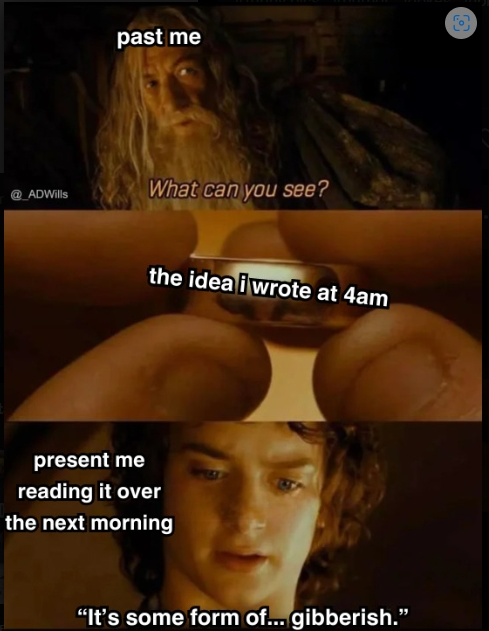 past me
@_ADWills
What can you see?
the idea i wrote at 4am
present me
reading it over
the next morning
“It’s some form of... gibberish.”